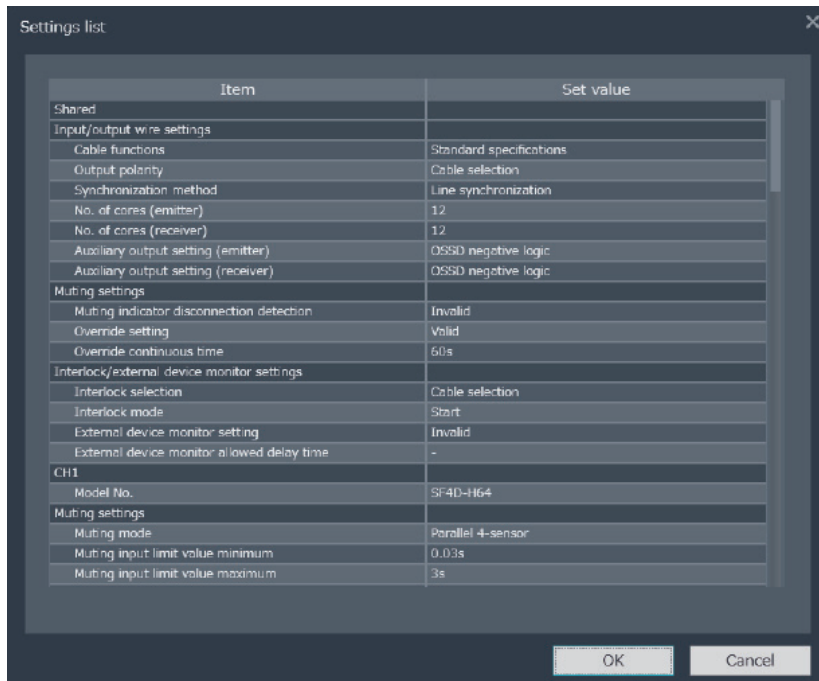 Settings list
Item Set value
Shared
Input/output wire settings
Cable functions Standard specifications
Output polarity Cable selection
Synchronization method Line synchronization
No. of cores (emitter) 12
No. of cores (receiver) 12
Auxiliary output setting (emitter) OSSD negative logic
Auxiliary output setting (receiver) OSSD negative logic
Muting settings
Muting indicator disconnection detection Invalid
Override setting Valid
Override continuous time 60s
Interlock/external device monitor settings
Interlock selection Cable selection
Interlock mode Start
External device monitor setting Invalid
External device monitor allowed delay time -
CH1
Model No. SF4D-H64
Muting settings
Muting mode Parallel 4-sensor
Muting input limit value minimum 0.03s
Muting input limit value maximum 3s
OK Cancel